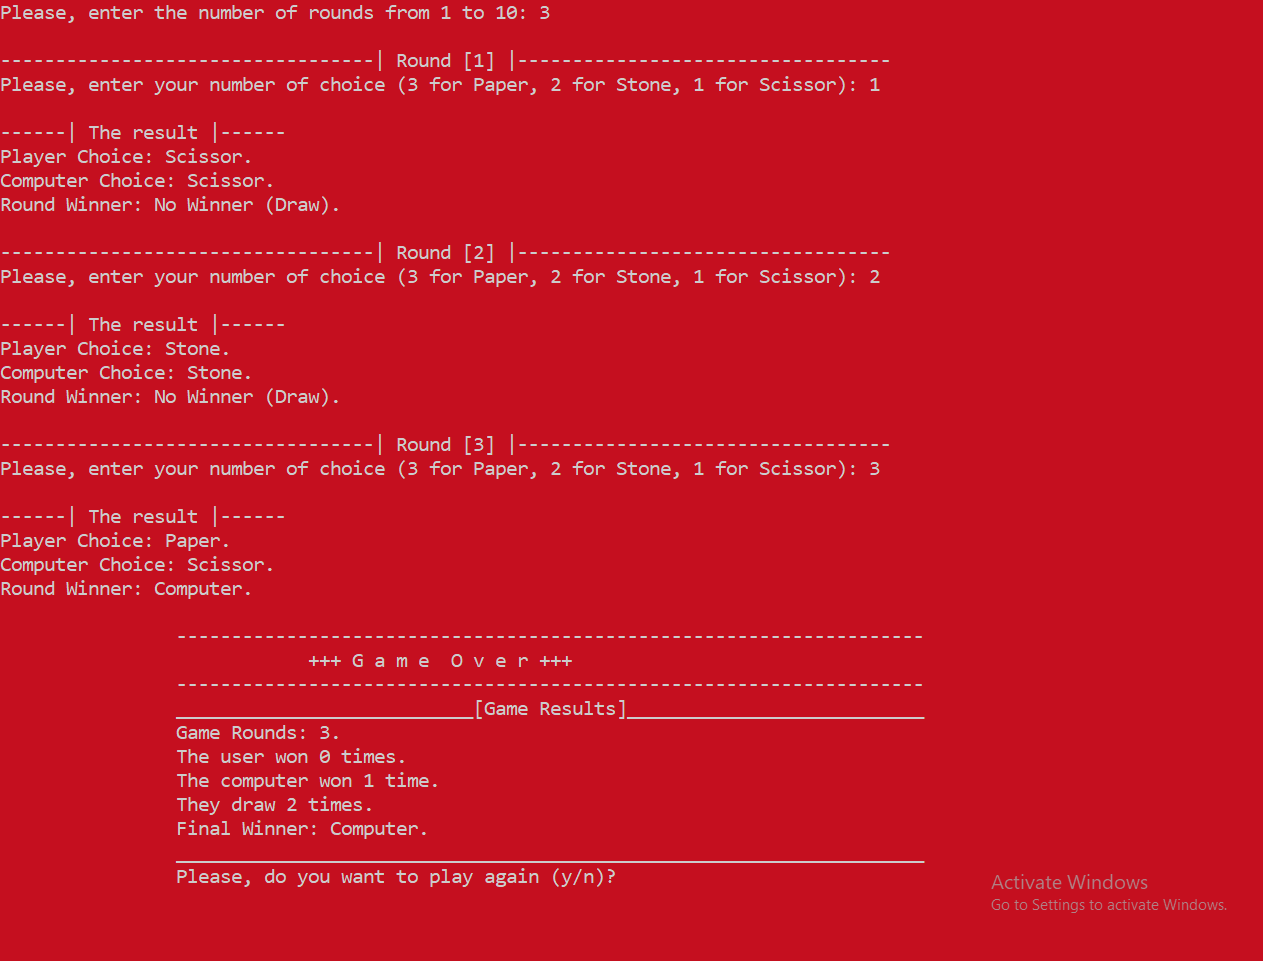 Please, enter the number of rounds from 1 to 10: 3
----------------------------------| Round [1] |----------------------------------
Please, enter your number of choice (3 for Paper, 2 for Stone, 1 for Scissor): 1
------| The result |------
Player Choice: Scissor.
Computer Choice: Scissor.
Round Winner: No Winner (Draw).
----------------------------------| Round [2] |----------------------------------
Please, enter your number of choice (3 for Paper, 2 for Stone, 1 for Scissor): 2
------| The result |------
Player Choice: Stone.
Computer Choice: Stone.
Round Winner: No Winner (Draw).
----------------------------------| Round [3] |----------------------------------
Please, enter your number of choice (3 for Paper, 2 for Stone, 1 for Scissor): 3
------| The result |------
Player Choice: Paper.
Computer Choice: Scissor.
Round Winner: Computer.
--------------------------------------------------------------------
+++ G a m e  O v e r +++
--------------------------------------------------------------------
___________________________[Game Results]___________________________
Game Rounds: 3.
The user won 0 times.
The computer won 1 time.
They draw 2 times.
Final Winner: Computer.
____________________________________________________________________
Please, do you want to play again (y/n)?
Activate Windows
Go to Settings to activate Windows.